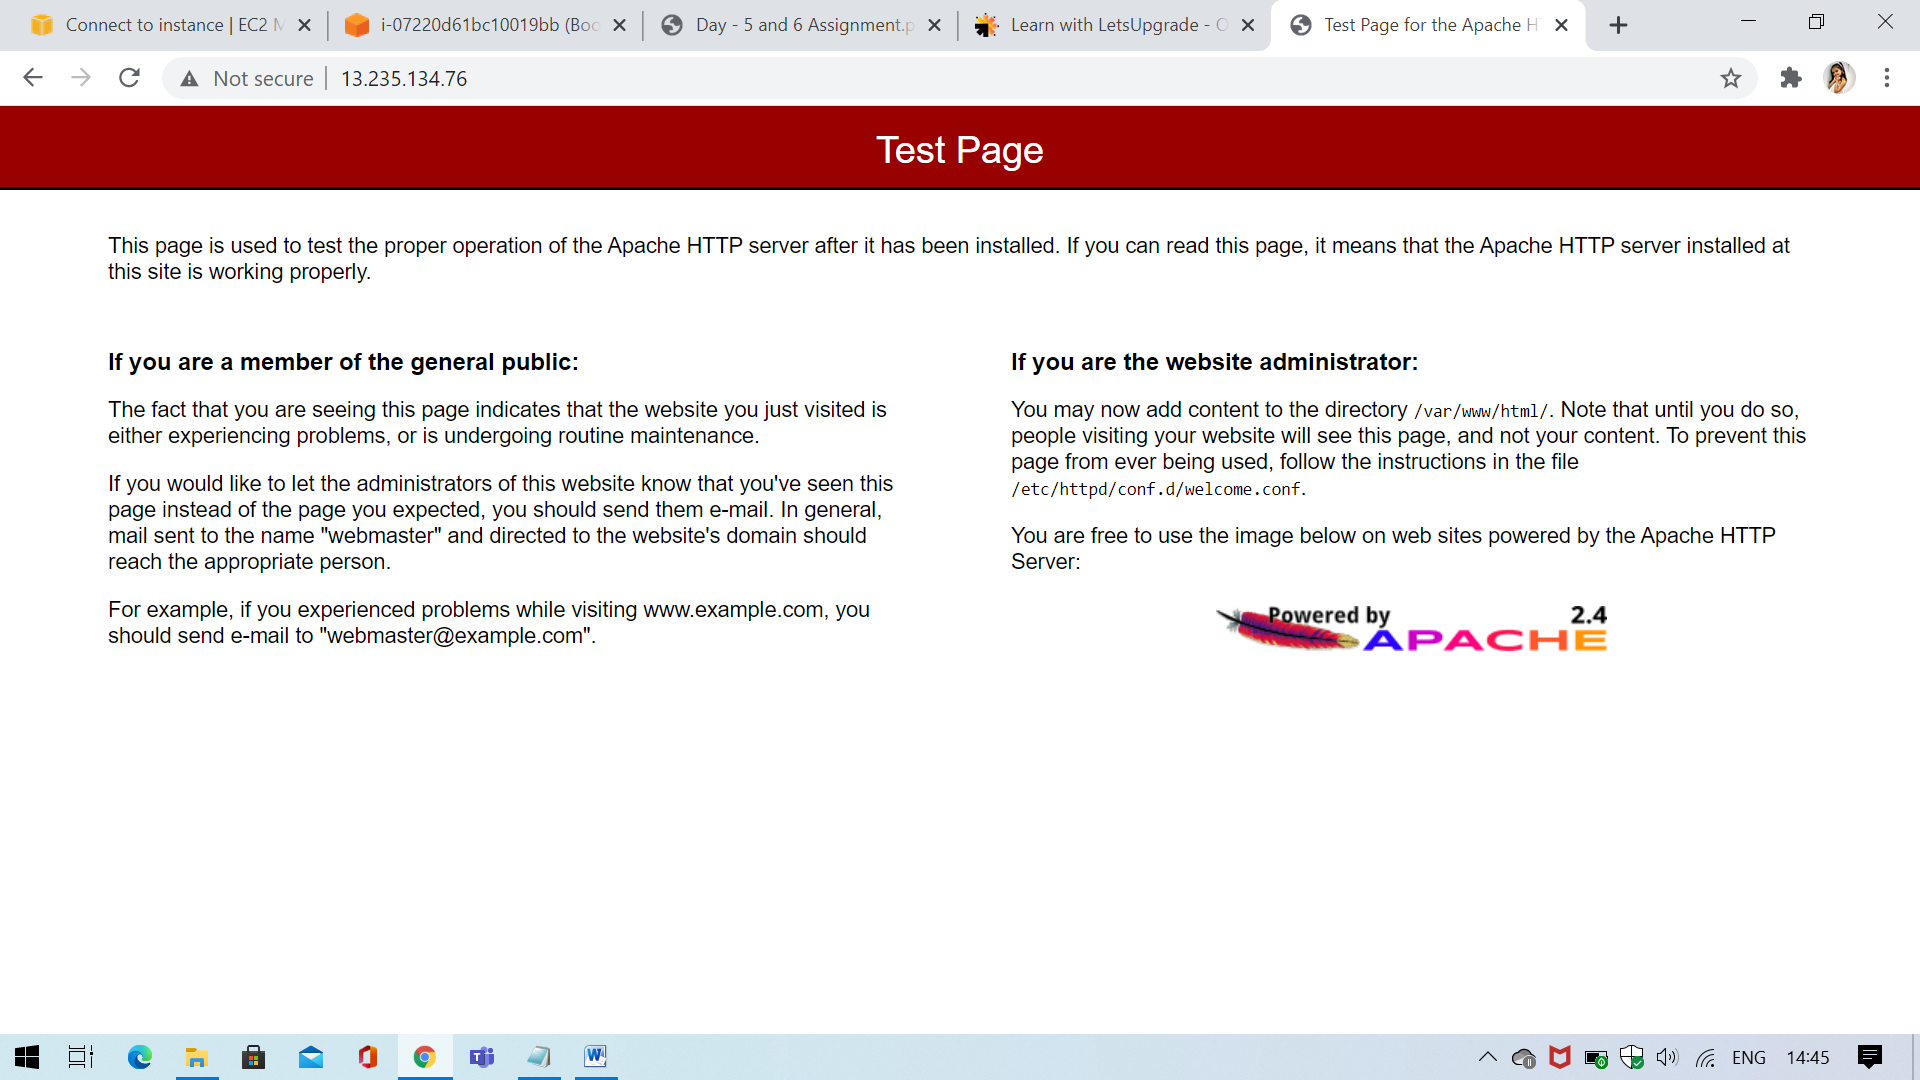 Connect to instance | EC2 M
i-07220d61bc10019bb (Boo
Day - 5 and 6 Assignment.p
Learn with LetsUpgrade - O
Test Page for the Apache H
Not secure
13.235.134.76
Test Page
This page is used to test the proper operation of the Apache HTTP server after it has been installed. If you can read this page, it means that the Apache HTTP server installed at
this site is working properly.
If you are a member of the general public:
The fact that you are seeing this page indicates that the website you just visited is
either experiencing problems, or is undergoing routine maintenance.
If you would like to let the administrators of this website know that you've seen this
page instead of the page you expected, you should send them e-mail. In general,
mail sent to the name "webmaster" and directed to the website's domain should
reach the appropriate person.
For example, if you experienced problems while visiting www.example.com, you
should send e-mail to "webmaster@example.com".
If you are the website administrator:
You may now add content to the directory /var/www/html/. Note that until you do so,
people visiting your website will see this page, and not your content. To prevent this
page from ever being used, follow the instructions in the file
/etc/httpd/conf.d/welcome.conf.
You are free to use the image below on web sites powered by the Apache HTTP
Server:
Powered by 2.4
APACHE
ENG
14:45